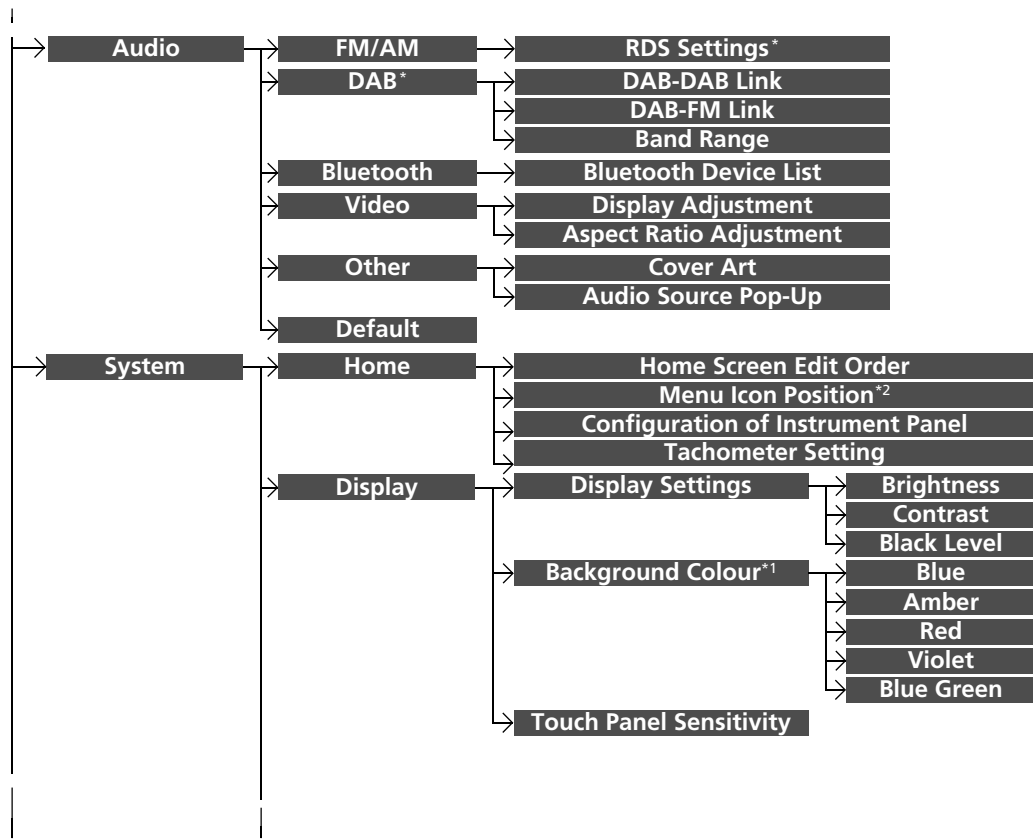 Audio
FM/AM
RDS Settings*
DAB*
DAB-DAB Link
DAB-FM Link
Band Range
Bluetooth
Bluetooth Device List
Video
Display Adjustment
Aspect Ratio Adjustment
Other
Cover Art
Audio Source Pop-Up
Default
System
Home
Home Screen Edit Order
Menu Icon Position*2
Configuration of Instrument Panel
Tachometer Setting
Display
Display Settings
Brightness
Contrast
Black Level
Background Colour*1
Blue
Amber
Red
Violet
Blue Green
Touch Panel Sensitivity